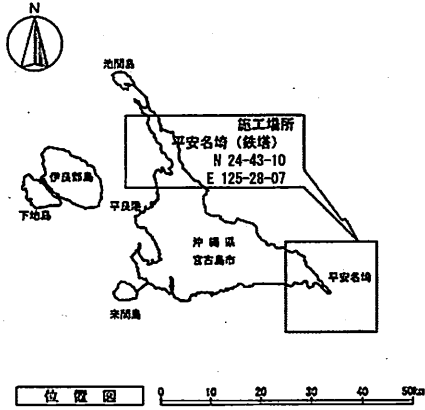 N
池間島
施工場所
平安名埼（鉄塔）
N 24-43-10
E 125-28-07
伊良部島
下地島
平良港
沖縄県
宮古島市
平安名埼
来間島
位置図
0 10 20 30 40 50km